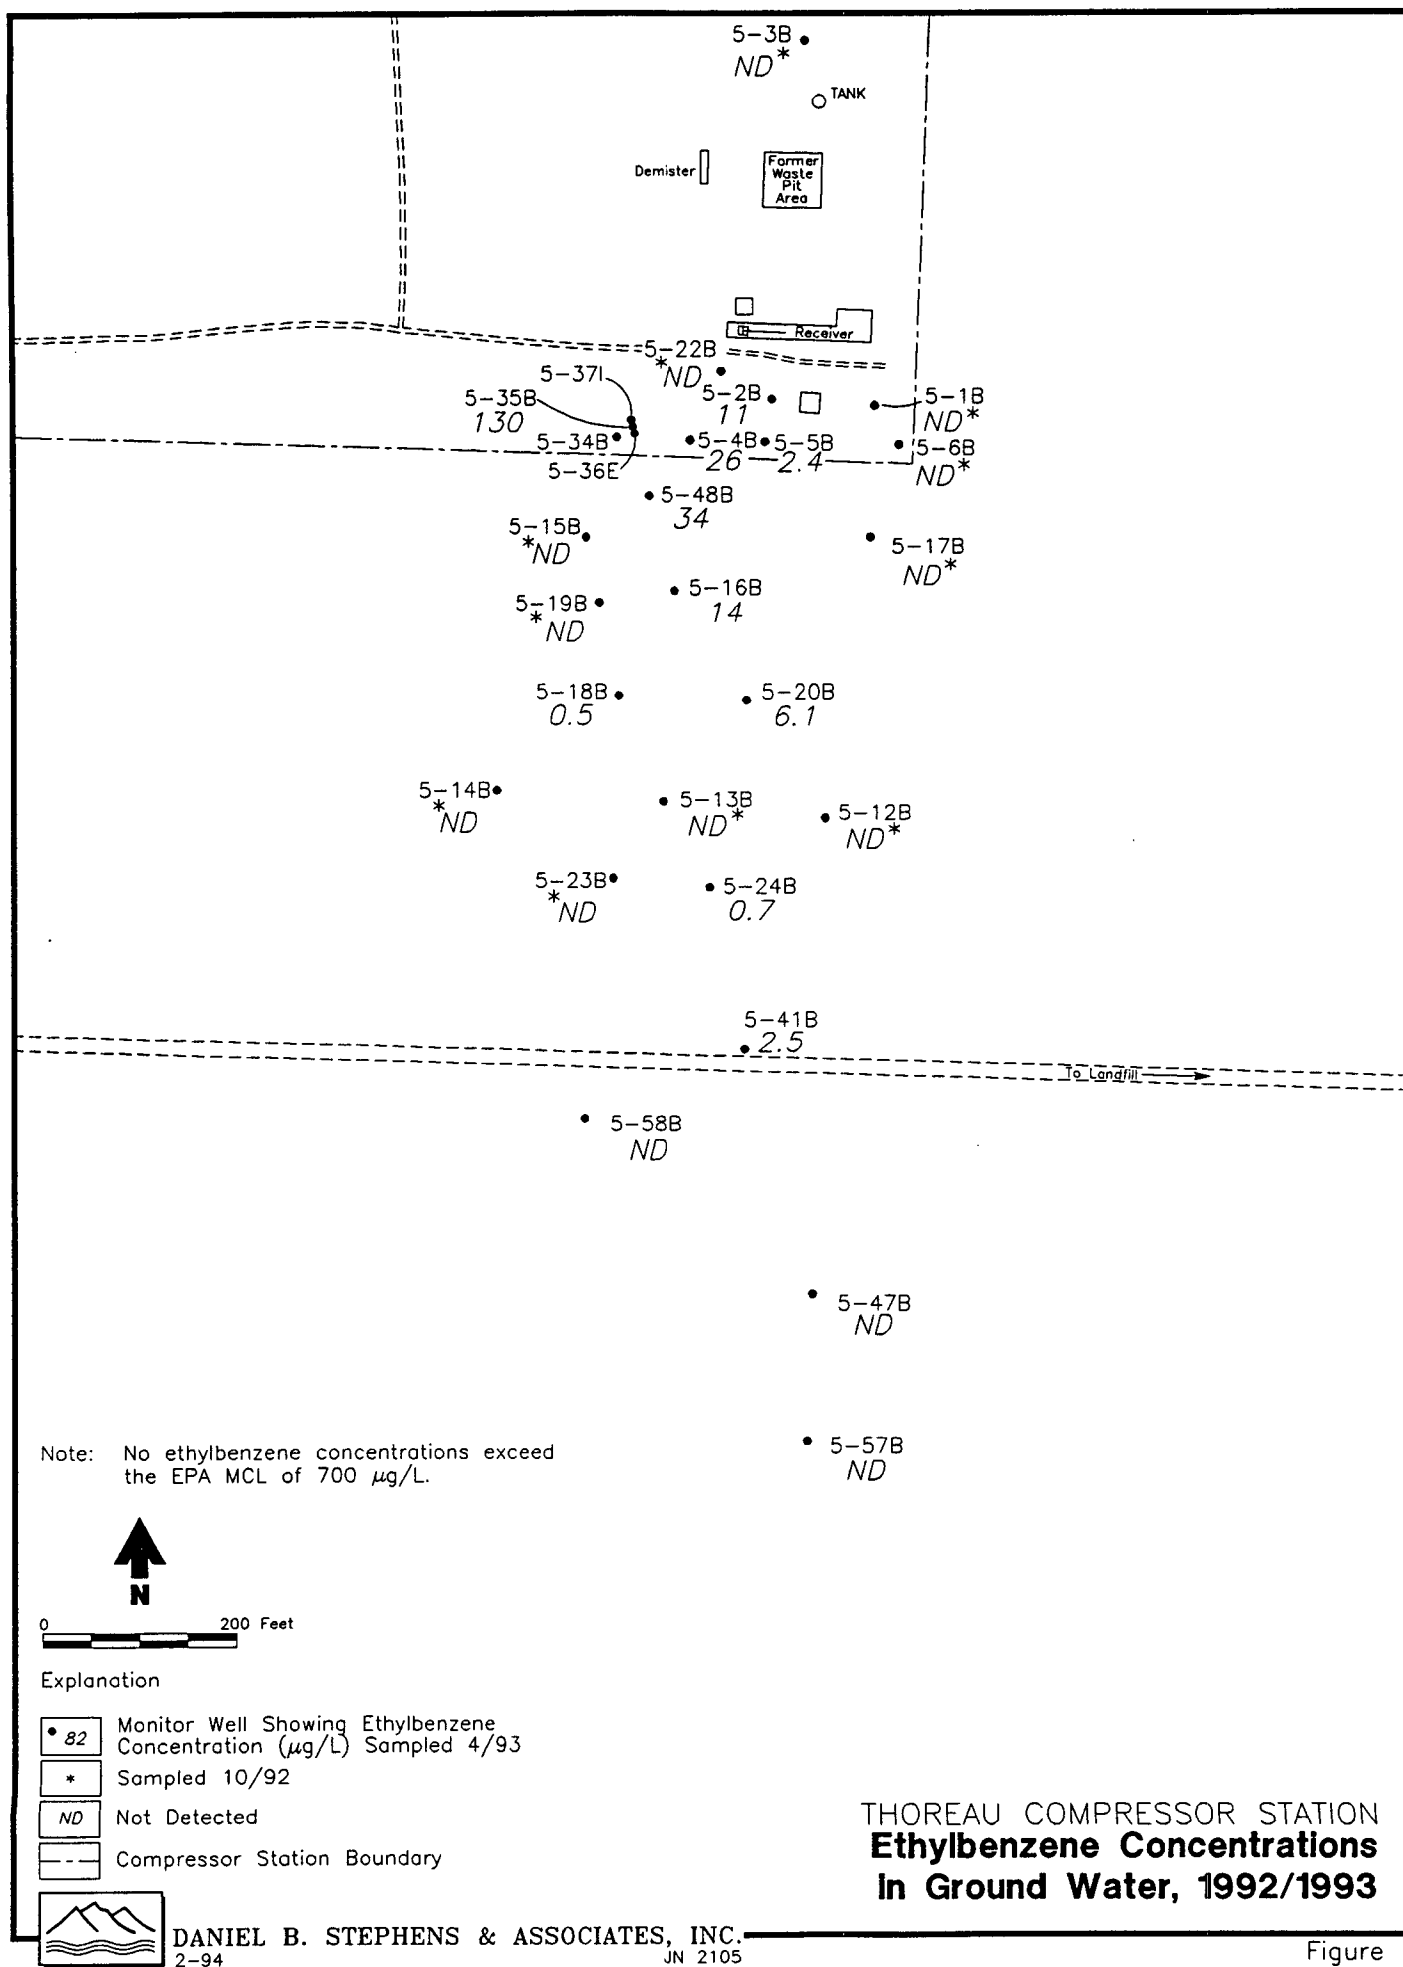 5-3B
ND*
TANK
Demister
Former
Waste
Pit
Area
Receiver
5-22B
*ND
5-37I
5-35B
130
5-2B
11
5-1B
ND*
5-34B
5-36E
5-4B
26
5-5B
2.4
5-6B
ND*
5-48B
34
5-15B
*ND
5-17B
ND*
5-16B
14
5-19B
*ND
5-18B
0.5
5-20B
6.1
5-14B
*ND
5-13B
ND*
5-12B
ND*
5-23B
*ND
5-24B
0.7
5-41B
2.5
To Landfill
5-58B
ND
5-47B
ND
5-57B
ND
Note: No ethylbenzene concentrations exceed
the EPA MCL of 700 µg/L.
N
0 200 Feet
Explanation
82 Monitor Well Showing Ethylbenzene
Concentration (µg/L) Sampled 4/93
* Sampled 10/92
ND Not Detected
Compressor Station Boundary
THOREAU COMPRESSOR STATION
Ethylbenzene Concentrations
in Ground Water, 1992/1993
DANIEL B. STEPHENS & ASSOCIATES, INC.
2-94 JN 2105
Figure